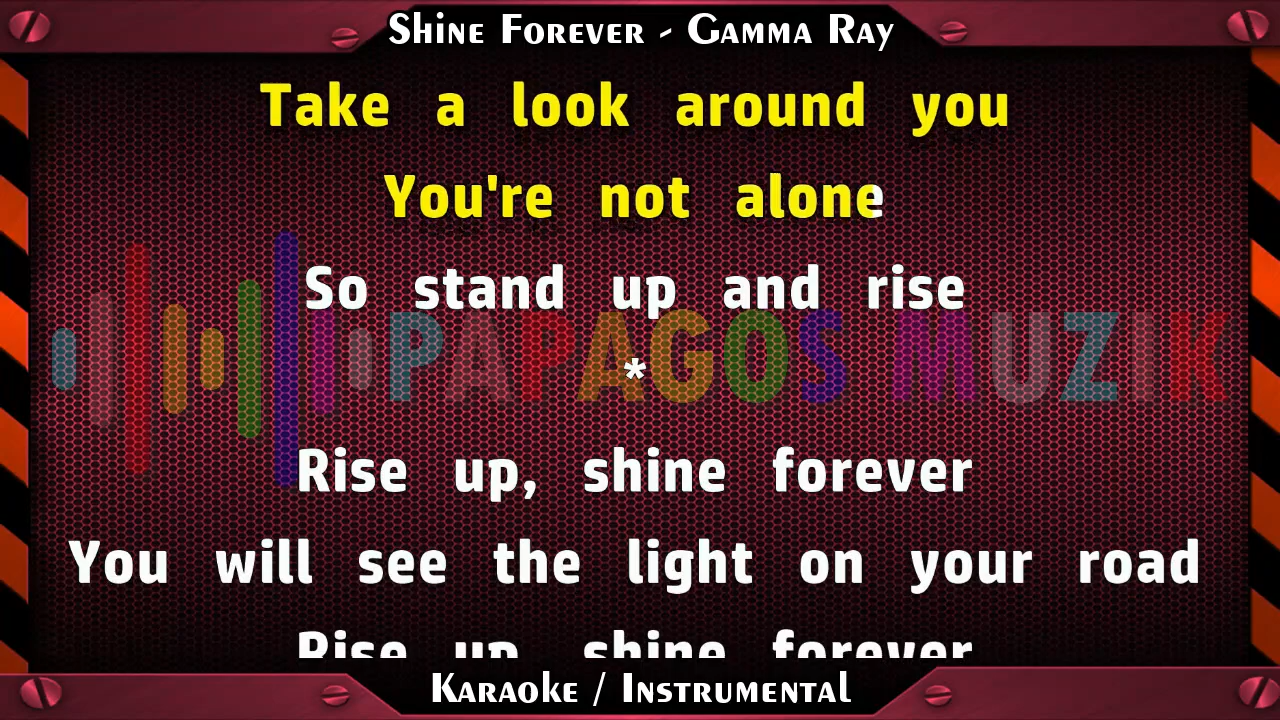 Shine Forever - Gamma Ray
Take a look around you
You're not alone
So stand up and rise
PAPAGOS MUZIK
*
Rise up, shine forever
You will see the light on your road
Rise up, shine forever
Karaoke / Instrumental